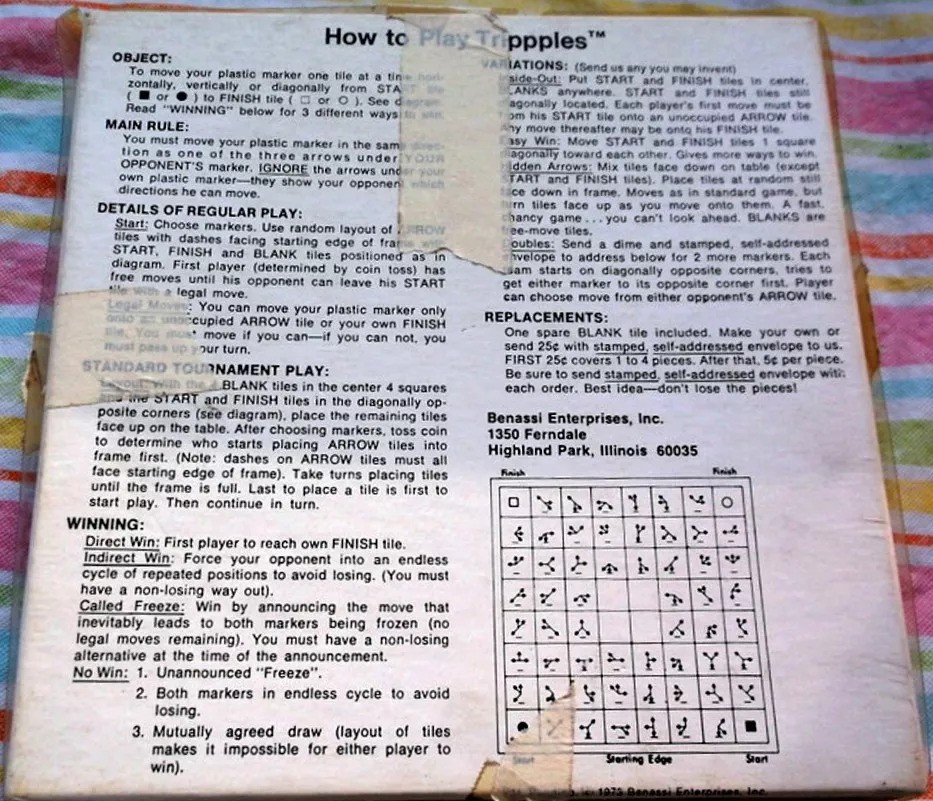 How to Play Trippples™
OBJECT:
To move your plastic marker one tile at a time hori-
zontally, vertically or diagonally from START tile
( ■ or ● ) to FINISH tile ( □ or ○ ). See diagram.
Read "WINNING" below for 3 different ways to win.
MAIN RULE:
You must move your plastic marker in the same direc-
tion as one of the three arrows under YOUR
OPPONENT'S marker. IGNORE the arrows under your
own plastic marker—they show your opponent which
directions he can move.
DETAILS OF REGULAR PLAY:
Start: Choose markers. Use random layout of ARROW
tiles with dashes facing starting edge of frame with
START, FINISH and BLANK tiles positioned as in
diagram. First player (determined by coin toss) has
free moves until his opponent can leave his START
tile with a legal move.
Legal Moves: You can move your plastic marker only
onto an unoccupied ARROW tile or your own FINISH
tile. You must move if you can—if you can not, you
must pass up your turn.
STANDARD TOURNAMENT PLAY:
Layout: With the 4 BLANK tiles in the center 4 squares
and the START and FINISH tiles in the diagonally op-
posite corners (see diagram), place the remaining tiles
face up on the table. After choosing markers, toss coin
to determine who starts placing ARROW tiles into
frame first. (Note: dashes on ARROW tiles must all
face starting edge of frame). Take turns placing tiles
until the frame is full. Last to place a tile is first to
start play. Then continue in turn.
WINNING:
Direct Win: First player to reach own FINISH tile.
Indirect Win: Force your opponent into an endless
cycle of repeated positions to avoid losing. (You must
have a non-losing way out).
Called Freeze: Win by announcing the move that
inevitably leads to both markers being frozen (no
legal moves remaining). You must have a non-losing
alternative at the time of the announcement.
No Win: 1. Unannounced "Freeze".
2. Both markers in endless cycle to avoid
losing.
3. Mutually agreed draw (layout of tiles
makes it impossible for either player to
win).
VARIATIONS: (Send us any you may invent)
Inside-Out: Put START and FINISH tiles in center,
BLANKS anywhere. START and FINISH tiles still
diagonally located. Each player's first move must be
from his START tile onto an unoccupied ARROW tile.
Any move thereafter may be onto his FINISH tile.
Easy Win: Move START and FINISH tiles 1 square
diagonally toward each other. Gives more ways to win.
Hidden Arrows: Mix tiles face down on table (except
START and FINISH tiles). Place tiles at random still
face down in frame. Moves as in standard game, but
turn tiles face up as you move onto them. A fast,
chancy game . . . you can't look ahead. BLANKS are
free-move tiles.
Doubles: Send a dime and stamped, self-addressed
envelope to address below for 2 more markers. Each
team starts on diagonally opposite corners, tries to
get either marker to its opposite corner first. Player
can choose move from either opponent's ARROW tile.
REPLACEMENTS:
One spare BLANK tile included. Make your own or
send 25¢ with stamped, self-addressed envelope to us.
FIRST 25¢ covers 1 to 4 pieces. After that, 5¢ per piece.
Be sure to send stamped, self-addressed envelope with
each order. Best idea—don't lose the pieces!
Benassi Enterprises, Inc.
1350 Ferndale
Highland Park, Illinois 60035
Finish Finish
Start Starting Edge Start
1973 Benassi Enterprises, Inc.